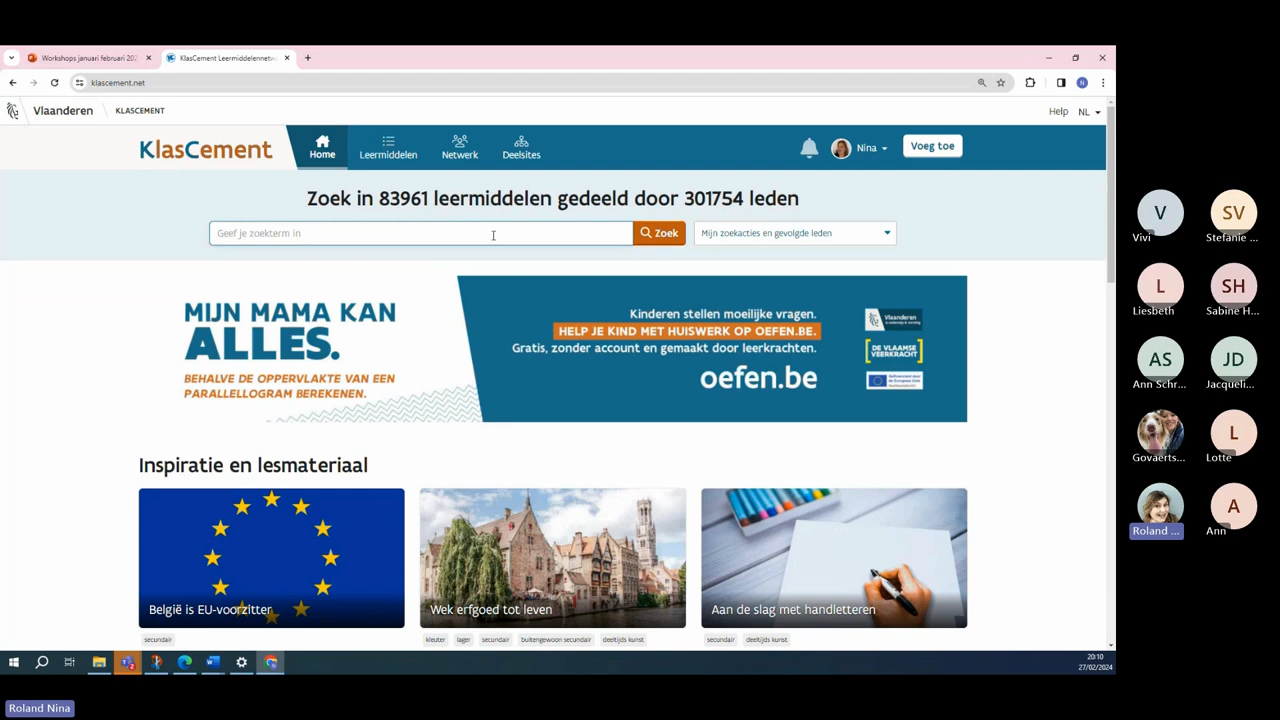 Workshops januari februari 202
KlasCement Leermiddelennetw
klascement.net
Vlaanderen
KLASCEMENT
Help
NL
KlasCement
Home
Leermiddelen
Netwerk
Deelsites
Nina
Voeg toe
Zoek in 83961 leermiddelen gedeeld door 301754 leden
Geef je zoekterm in
Zoek
Mijn zoekacties en gevolgde leden
MIJN MAMA KAN
ALLES.
BEHALVE DE OPPERVLAKTE VAN EEN
PARALLELLOGRAM BEREKENEN.
Kinderen stellen moeilijke vragen.
HELP JE KIND MET HUISWERK OP OEFEN.BE.
Gratis, zonder account en gemaakt door leerkrachten.
oefen.be
Vlaanderen
DE VLAAMSE
VEERKRACHT
Inspiratie en lesmateriaal
België is EU-voorzitter
secundair
Wek erfgoed tot leven
kleuter lager secundair buitengewoon secundair deeltijds kunst
Aan de slag met handletteren
secundair deeltijds kunst
20:10
27/02/2024
V
Vivi
SV
Stefanie ...
L
Liesbeth
SH
Sabine H...
AS
Ann Schr...
JD
Jacqueli...
Govaerts...
L
Lotte
Roland ...
A
Ann
Roland Nina